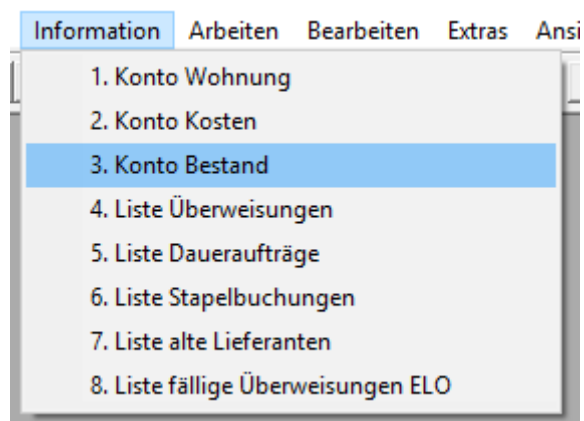 Information Arbeiten Bearbeiten Extras
1. Konto Wohnung
2. Konto Kosten
3. Konto Bestand
4. Liste Überweisungen
5. Liste Daueraufträge
6. Liste Stapelbuchungen
7. Liste alte Lieferanten
8. Liste fällige Überweisungen ELO